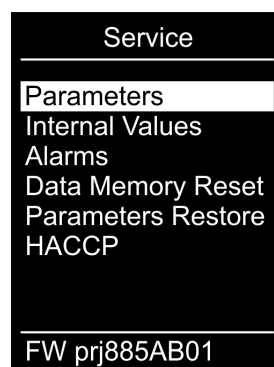 Service
Parameters
Internal Values
Alarms
Data Memory Reset
Parameters Restore
HACCP
FW prj885AB01